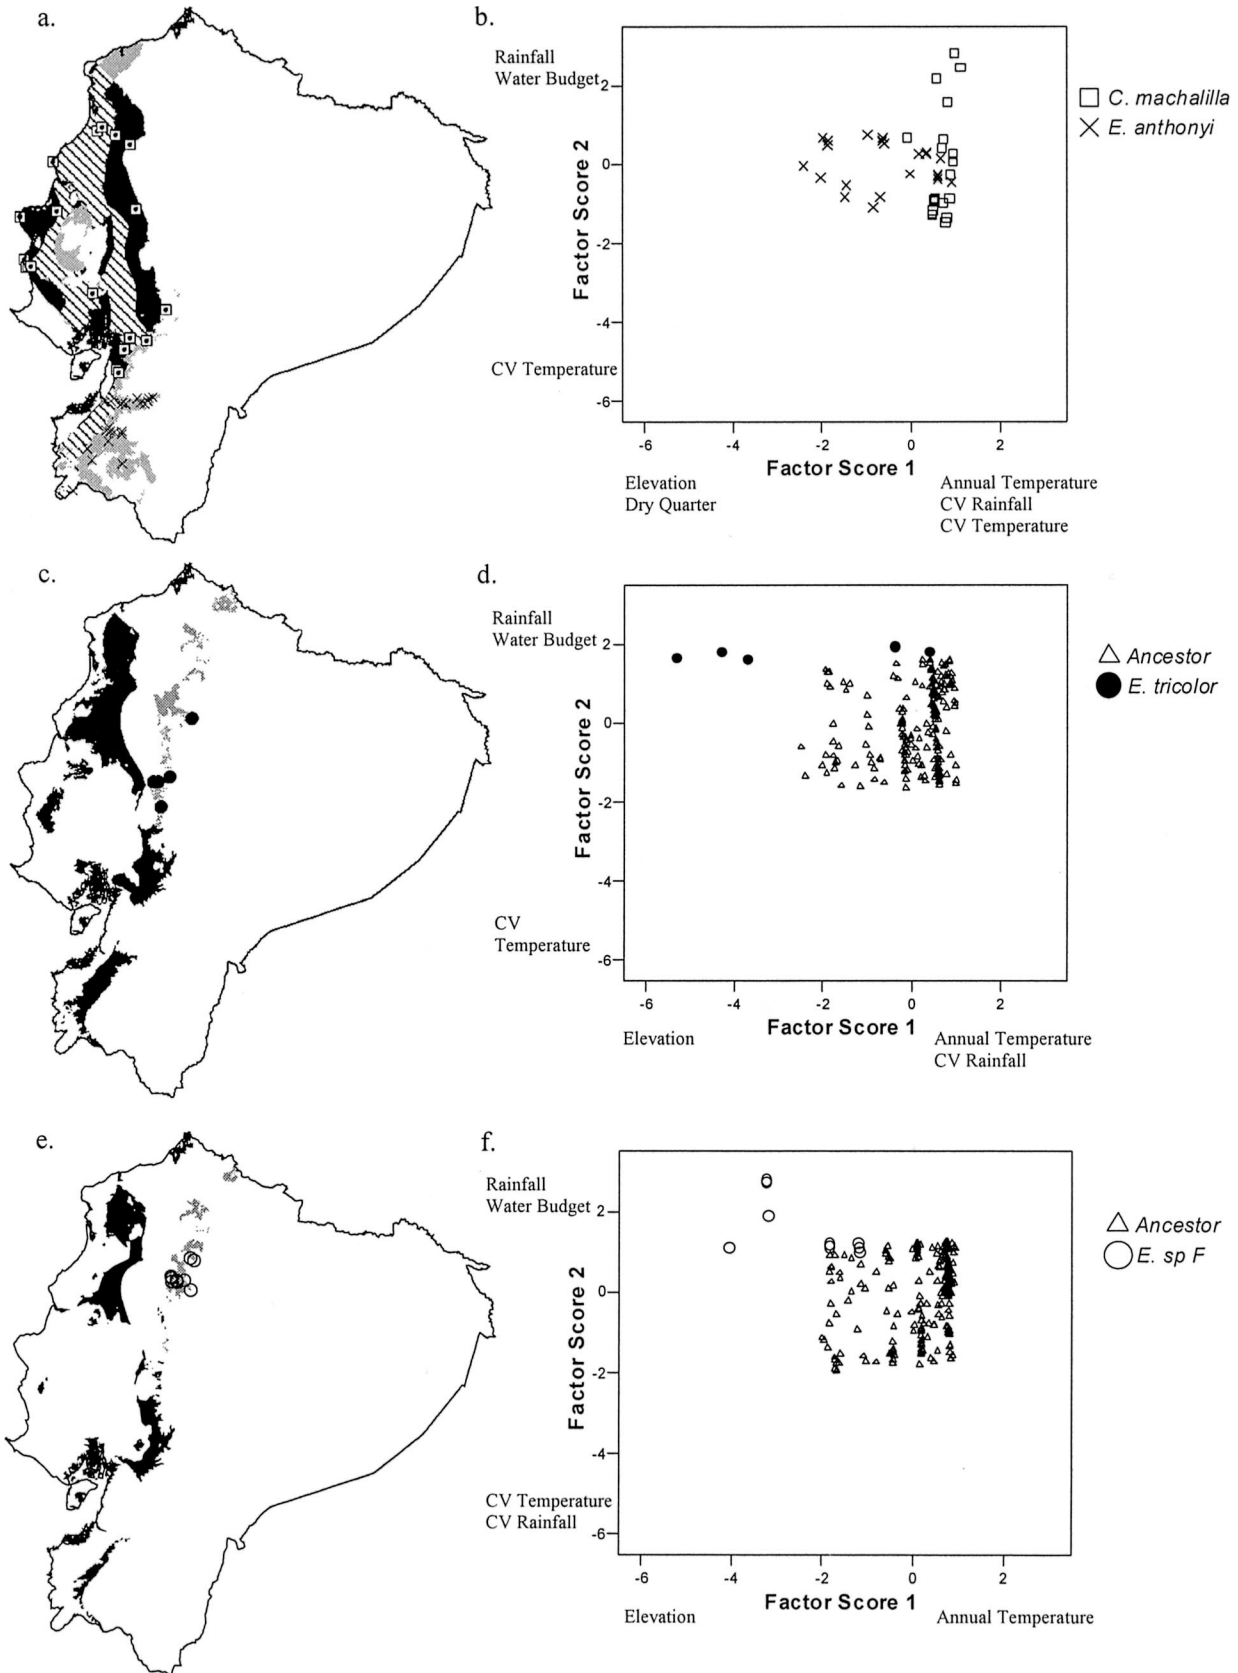 a.
b.
Rainfall
Water Budget
2
0
-2
-4
-6
Factor Score 2
CV Temperature
-6 -4 -2 0 2
Factor Score 1
Elevation
Dry Quarter
Annual Temperature
CV Rainfall
CV Temperature
C. machalilla
E. anthonyi
c.
d.
Rainfall
Water Budget
2
0
-2
-4
-6
Factor Score 2
CV
Temperature
-6 -4 -2 0 2
Factor Score 1
Elevation
Annual Temperature
CV Rainfall
Ancestor
E. tricolor
e.
f.
Rainfall
Water Budget
2
0
-2
-4
-6
Factor Score 2
CV Temperature
CV Rainfall
-6 -4 -2 0 2
Factor Score 1
Elevation
Annual Temperature
Ancestor
E. sp F